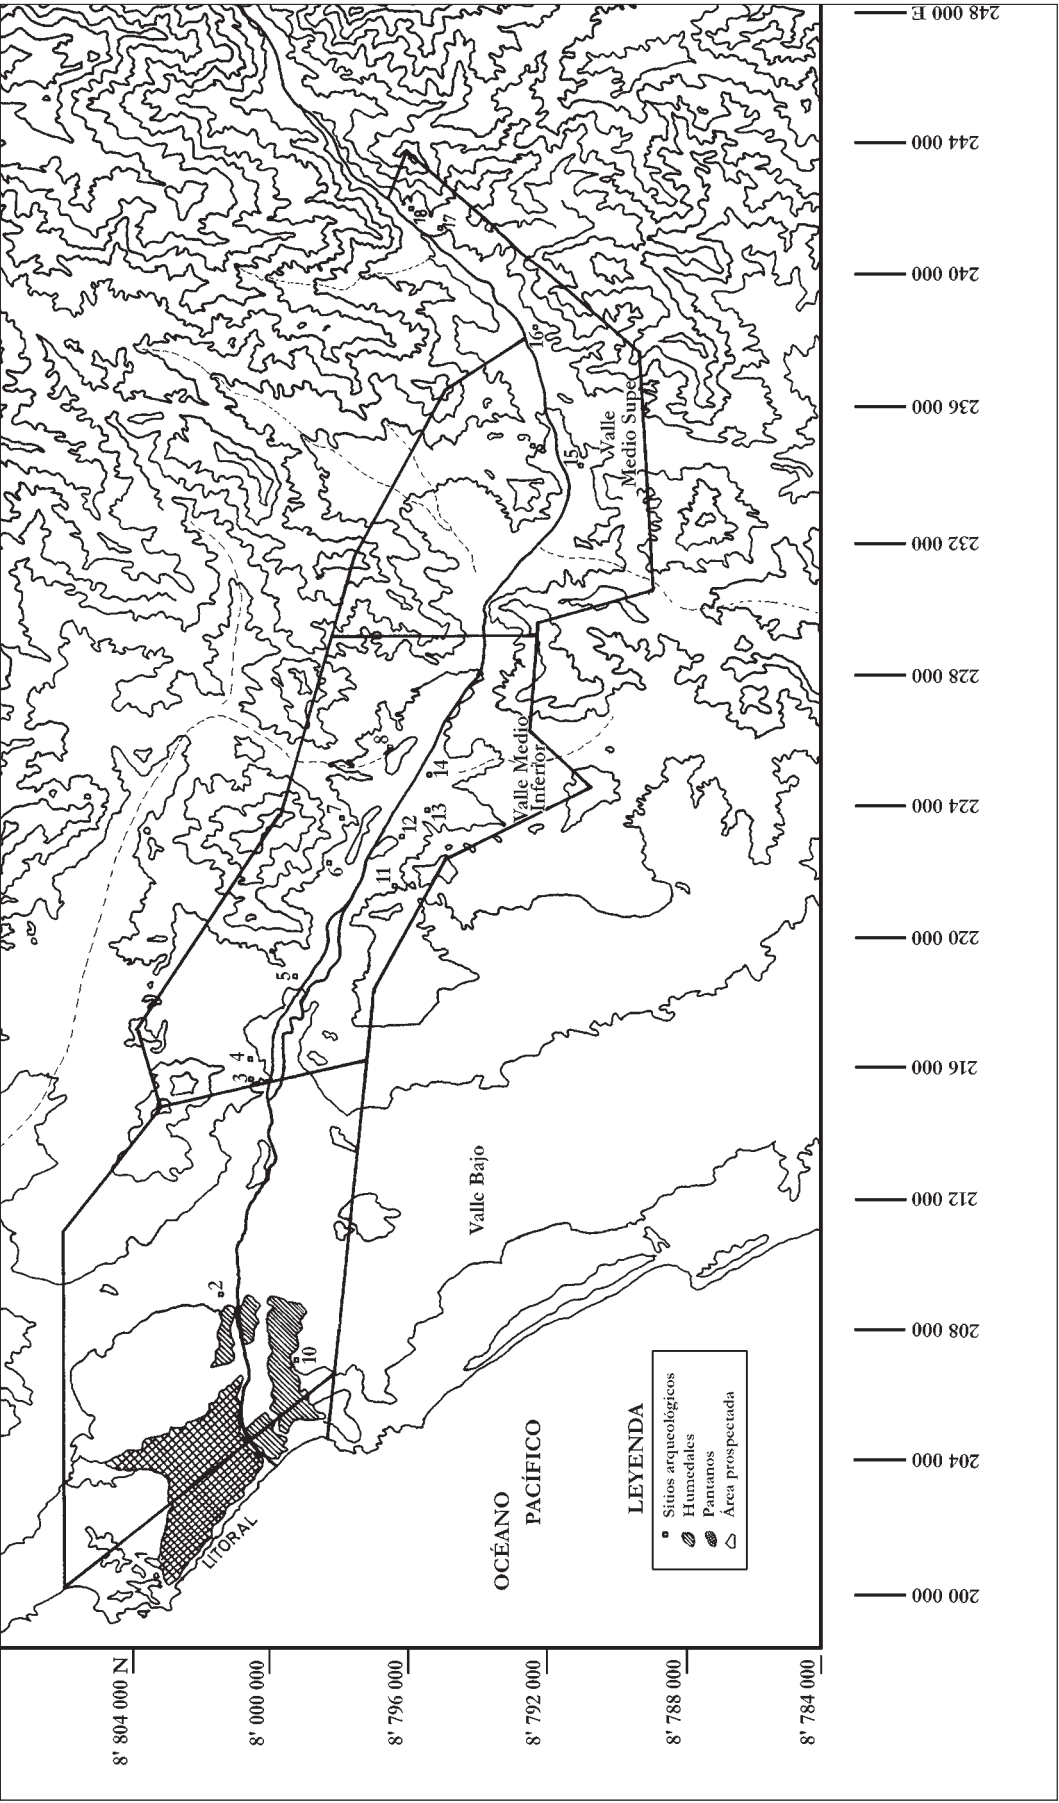 248 000 E
244 000
240 000
236 000
232 000
228 000
224 000
220 000
216 000
212 000
208 000
204 000
200 000
8' 804 000 N
8' 000 000
8' 796 000
8' 792 000
8' 788 000
8' 784 000
18
17
16
9
15
Valle
Medio Supe
8
14
Valle Medio
Inferior
7
13
12
6
11
5
4
3
2
10
Valle Bajo
LITORAL
OCÉANO
PACÍFICO
LEYENDA
Sitios arqueológicos
Humedales
Pantanos
Área prospectada